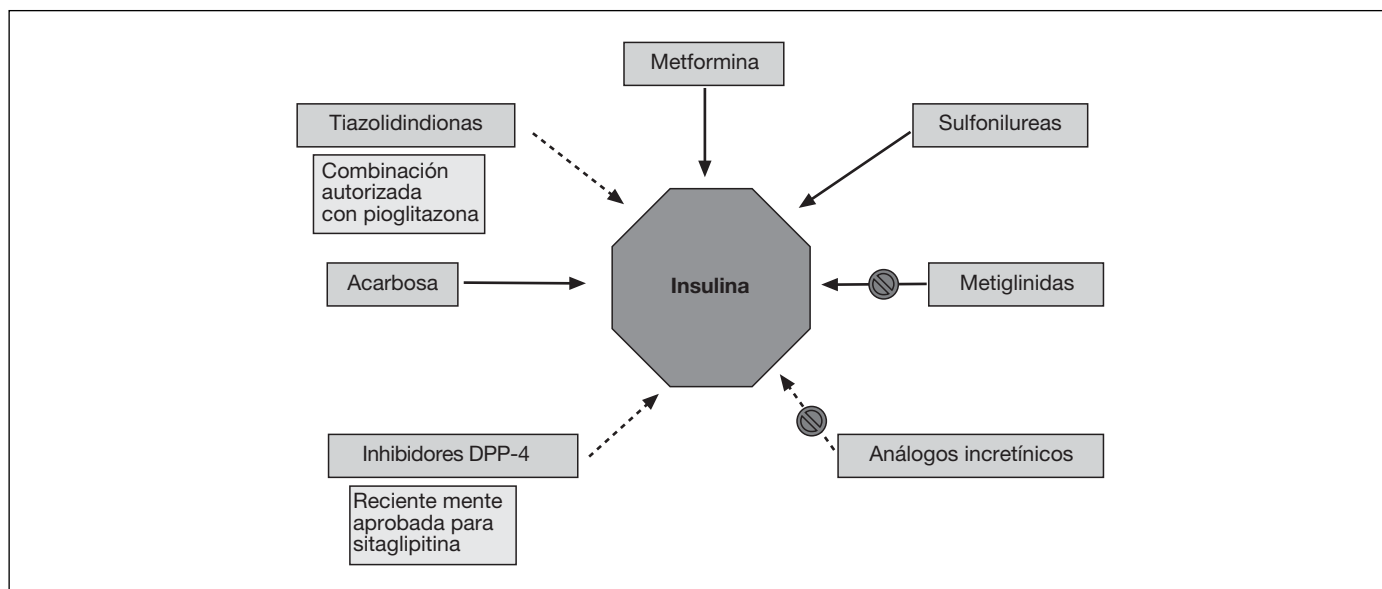 Metformina
Tiazolidindionas
Sulfonilureas
Combinación
autorizada
con pioglitazona
Acarbosa
Insulina
Metiglinidas
Inhibidores DPP-4
Análogos incretínicos
Reciente mente
aprobada para
sitaglipitina